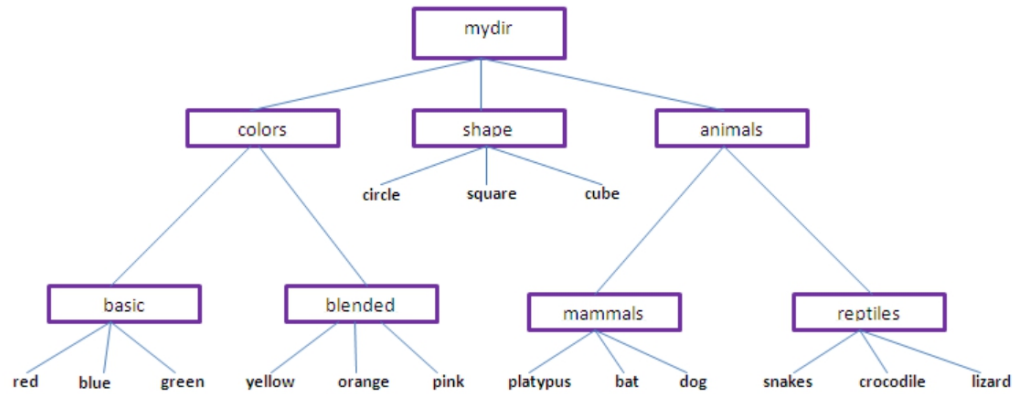 mydir
colors shape animals
circle square cube
basic blended mammals reptiles
red blue green yellow orange pink platypus bat dog snakes crocodile lizard